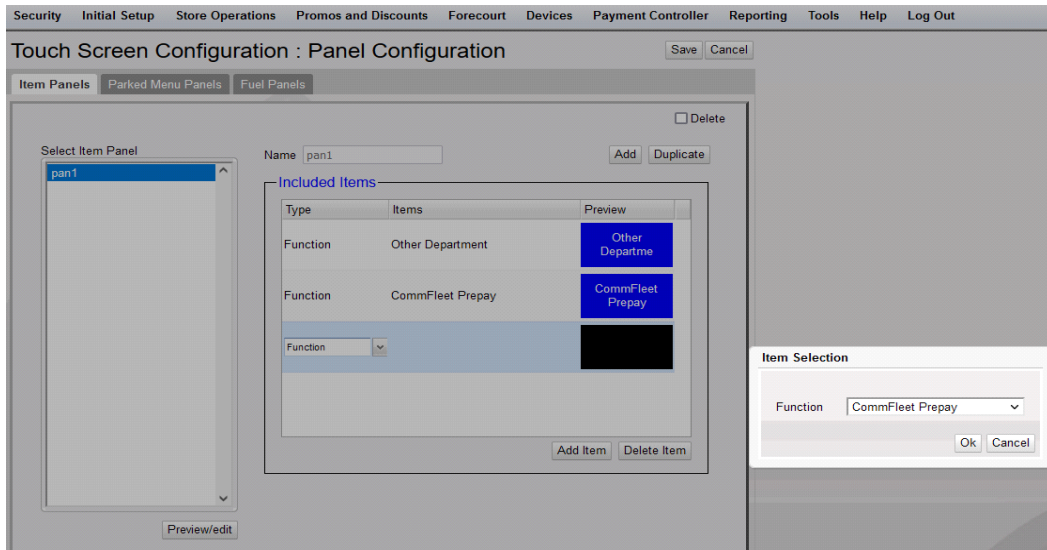 Security Initial Setup Store Operations Promos and Discounts Forecourt Devices Payment Controller Reporting Tools Help Log Out
Touch Screen Configuration : Panel Configuration
Save Cancel
Item Panels Parked Menu Panels Fuel Panels
Delete
Select Item Panel
pan1
Name pan1
Add Duplicate
Included Items
Type Items Preview
Function Other Department Other
Departme
Function CommFleet Prepay CommFleet
Prepay
Function
Add Item Delete Item
Preview/edit
Item Selection
Function CommFleet Prepay
Ok Cancel